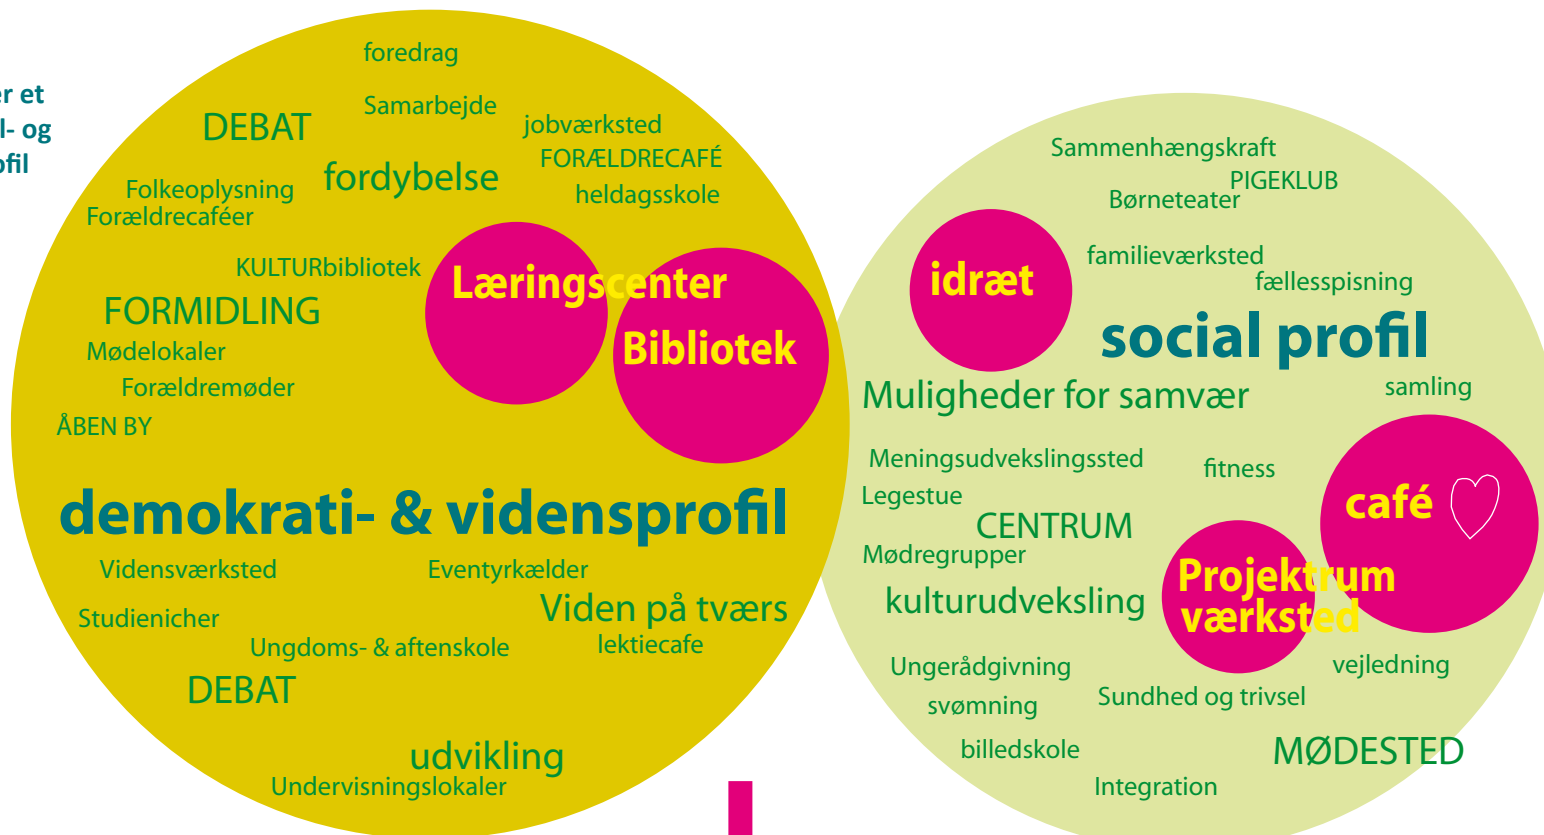 er et
l- og
ofil
foredrag
Samarbejde
DEBAT
jobværksted
FORÆLDRECAFÉ
fordybelse
heldagsskole
Folkeoplysning
Forældrecaféer
KULTURbibliotek
Læringscenter
FORMIDLING
Bibliotek
Mødelokaler
Forældremøder
ÅBEN BY
demokrati- & vidensprofil
Vidensværksted
Eventyrkælder
Viden på tværs
Studienicher
lektiecafe
Ungdoms- & aftenskole
DEBAT
udvikling
Undervisningslokaler
Sammenhængskraft
PIGEKLUB
Børneteater
familieværksted
idræt
fællesspisning
social profil
samling
Muligheder for samvær
Meningsudvekslingssted
fitness
Legestue
café
CENTRUM
Mødregrupper
Projektrum
værksted
kulturudveksling
Ungerådgivning
vejledning
Sundhed og trivsel
svømning
billedskole
MØDESTED
Integration